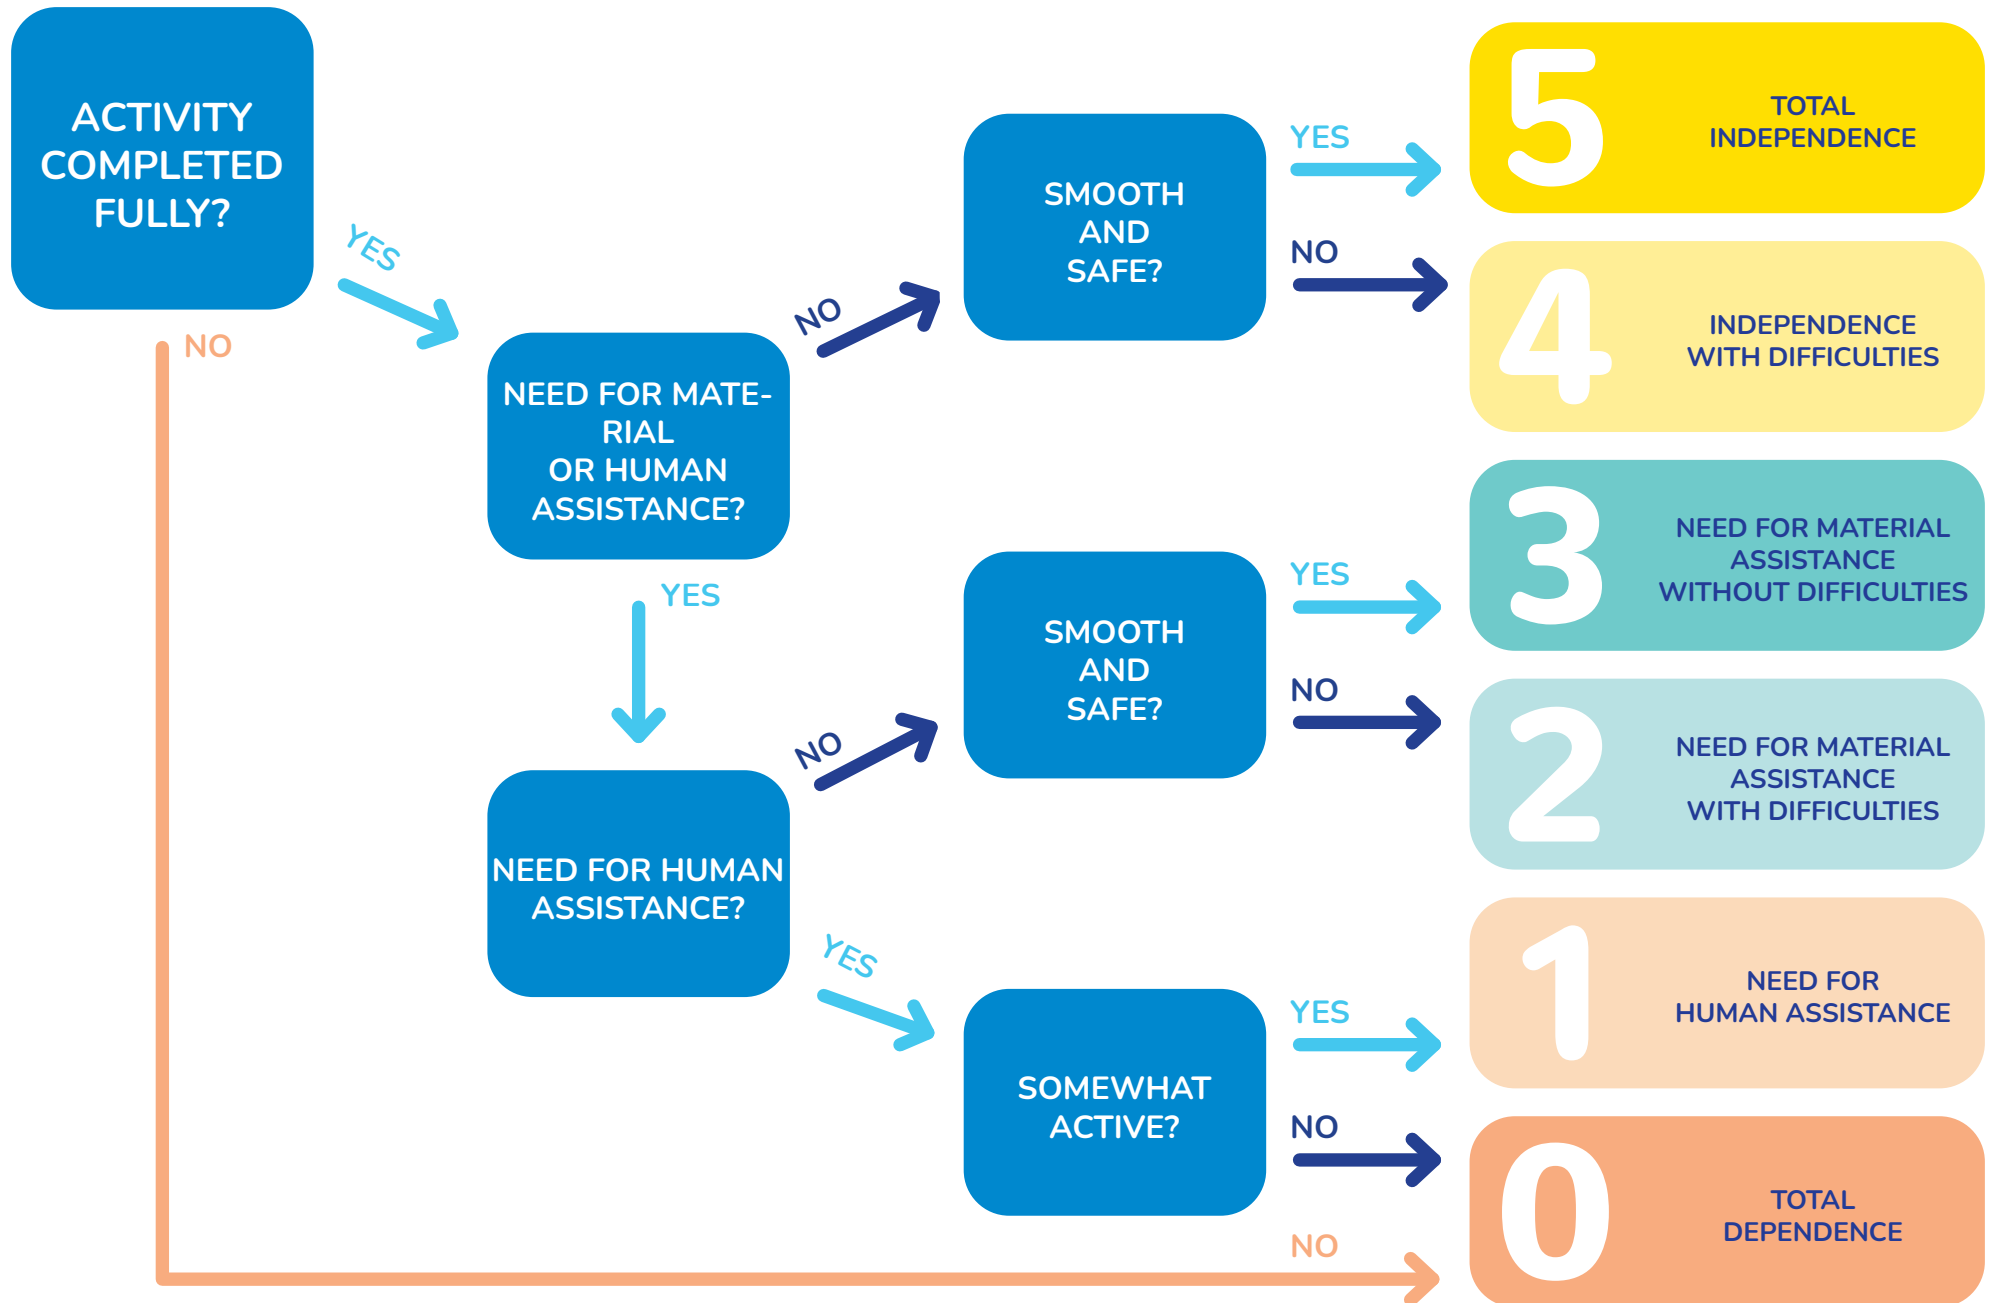 ACTIVITY
COMPLETED
FULLY?
YES
NO
NEED FOR MATE-
RIAL
OR HUMAN
ASSISTANCE?
NO
YES
SMOOTH
AND
SAFE?
YES
NO
5
TOTAL
INDEPENDENCE
4
INDEPENDENCE
WITH DIFFICULTIES
NEED FOR HUMAN
ASSISTANCE?
NO
YES
SMOOTH
AND
SAFE?
YES
NO
3
NEED FOR MATERIAL
ASSISTANCE
WITHOUT DIFFICULTIES
2
NEED FOR MATERIAL
ASSISTANCE
WITH DIFFICULTIES
SOMEWHAT
ACTIVE?
YES
NO
1
NEED FOR
HUMAN ASSISTANCE
NO
0
TOTAL
DEPENDENCE